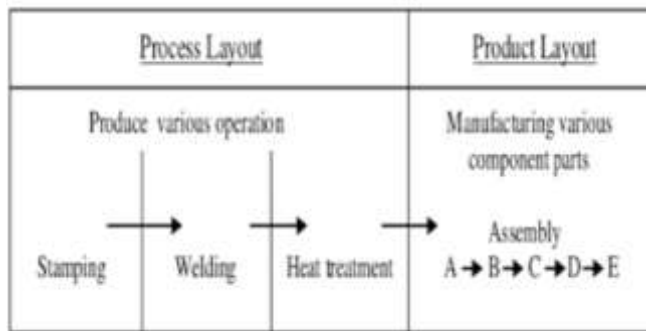 Process Layout
Product Layout
Produce various operation
Manufacturing various
component parts
Stamping
Welding
Heat treatment
Assembly
A → B → C → D → E